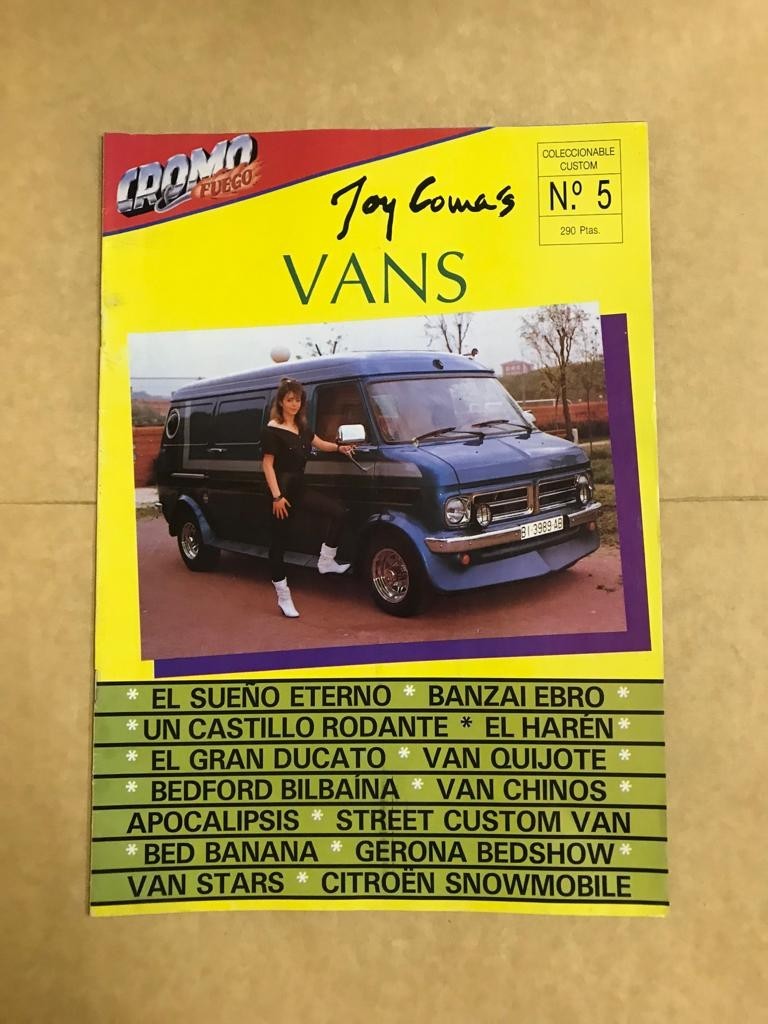 CROMO
FUEGO
COLECCIONABLE
CUSTOM
N.º 5
290 Ptas.
Joy Comas
VANS
BI 3989 AB
* EL SUEÑO ETERNO * BANZAI EBRO *
* UN CASTILLO RODANTE * EL HARÉN *
* EL GRAN DUCATO * VAN QUIJOTE *
* BEDFORD BILBAÍNA * VAN CHINOS *
APOCALIPSIS * STREET CUSTOM VAN
* BED BANANA * GERONA BEDSHOW *
VAN STARS * CITROËN SNOWMOBILE